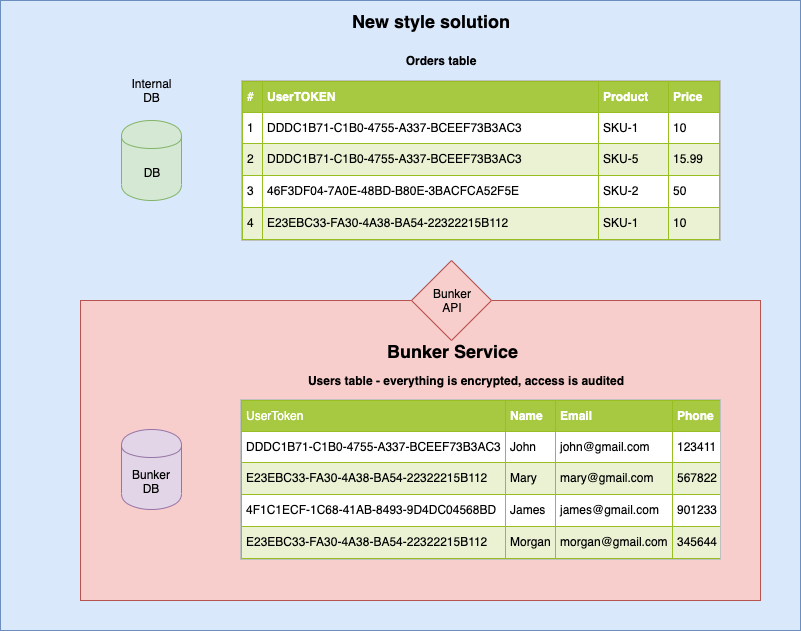 New style solution
Orders table
Internal
DB
DB
# UserTOKEN Product Price
1 DDDC1B71-C1B0-4755-A337-BCEEF73B3AC3 SKU-1 10
2 DDDC1B71-C1B0-4755-A337-BCEEF73B3AC3 SKU-5 15.99
3 46F3DF04-7A0E-48BD-B80E-3BACFCA52F5E SKU-2 50
4 E23EBC33-FA30-4A38-BA54-22322215B112 SKU-1 10
Bunker
API
Bunker Service
Users table - everything is encrypted, access is audited
Bunker
DB
UserToken Name Email Phone
DDDC1B71-C1B0-4755-A337-BCEEF73B3AC3 John john@gmail.com 123411
E23EBC33-FA30-4A38-BA54-22322215B112 Mary mary@gmail.com 567822
4F1C1ECF-1C68-41AB-8493-9D4DC04568BD James james@gmail.com 901233
E23EBC33-FA30-4A38-BA54-22322215B112 Morgan morgan@gmail.com 345644